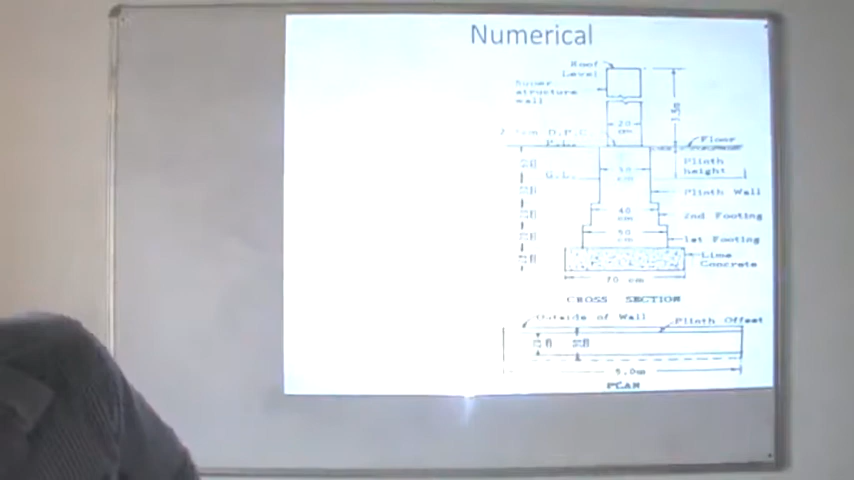 Numerical
Roof
Level
Super
structure
wall
20
cm
D.P.C
Floor
Plinth
height
G.L.
30
cm
Plinth Wall
40
cm
2nd Footing
50
cm
1st Footing
Lime
Concrete
70 cm
CROSS SECTION
Outside of Wall
Plinth Offset
5.0m
PLAN